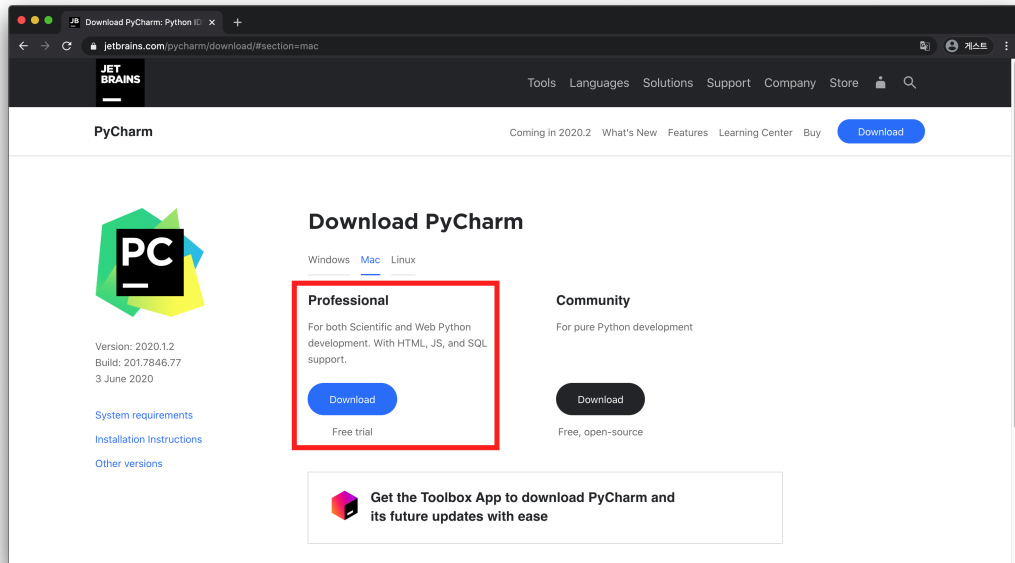 Download PyCharm: Python ID
jetbrains.com/pycharm/download/#section=mac
게스트
JET
BRAINS
Tools Languages Solutions Support Company Store
PyCharm
Coming in 2020.2 What's New Features Learning Center Buy Download
PC
Version: 2020.1.2
Build: 201.7846.77
3 June 2020
System requirements
Installation Instructions
Other versions
Download PyCharm
Windows Mac Linux
Professional
For both Scientific and Web Python
development. With HTML, JS, and SQL
support.
Download
Free trial
Community
For pure Python development
Download
Free, open-source
Get the Toolbox App to download PyCharm and
its future updates with ease